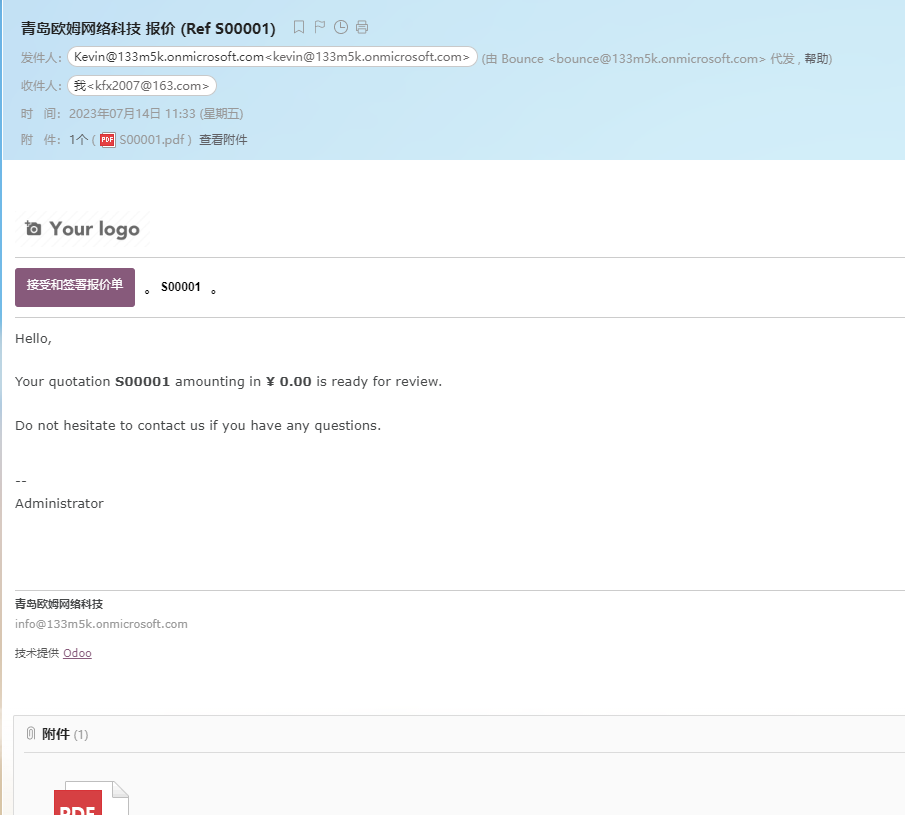 青岛欧姆网络科技 报价 (Ref S00001)
发件人： Kevin@133m5k.onmicrosoft.com<kevin@133m5k.onmicrosoft.com> (由 Bounce <bounce@133m5k.onmicrosoft.com> 代发 , 帮助)
收件人： 我<kfx2007@163.com>
时 间： 2023年07月14日 11:33 (星期五)
附 件： 1个 ( PDF S00001.pdf ) 查看附件
Your logo
接受和签署报价单 。 S00001 。
Hello,
Your quotation S00001 amounting in ¥ 0.00 is ready for review.
Do not hesitate to contact us if you have any questions.
--
Administrator
青岛欧姆网络科技
info@133m5k.onmicrosoft.com
技术提供 Odoo
附件 (1)
PDF